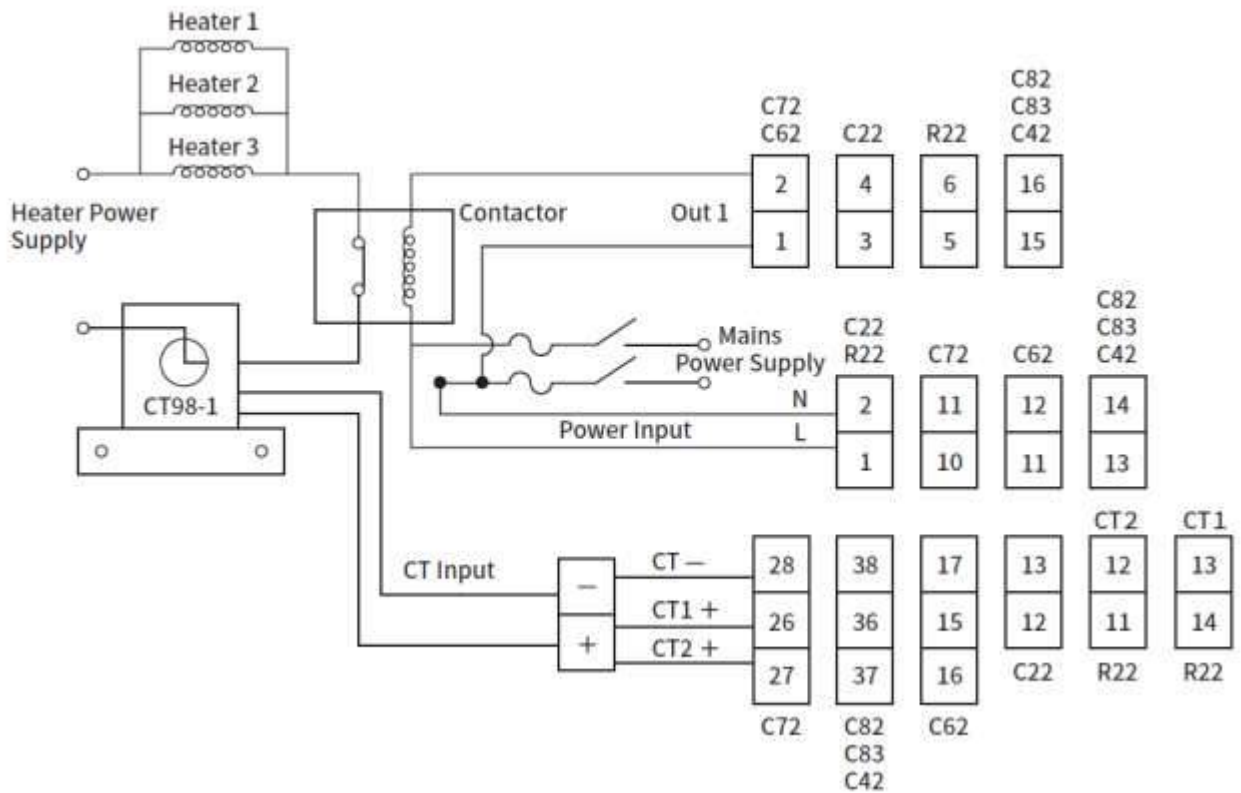 Heater 1
Heater 2
Heater 3
Heater Power
Supply
Contactor
Out 1
C72
C62
C22
R22
C82
C83
C42
2
4
6
16
1
3
5
15
CT98-1
Mains
Power Supply
N
Power Input
L
C22
R22
C72
C62
C82
C83
C42
2
11
12
14
1
10
11
13
CT Input
−
+
CT −
CT1 +
CT2 +
CT2
CT1
28
38
17
13
12
13
26
36
15
12
11
14
27
37
16
C22
R22
R22
C72
C82
C83
C42
C62